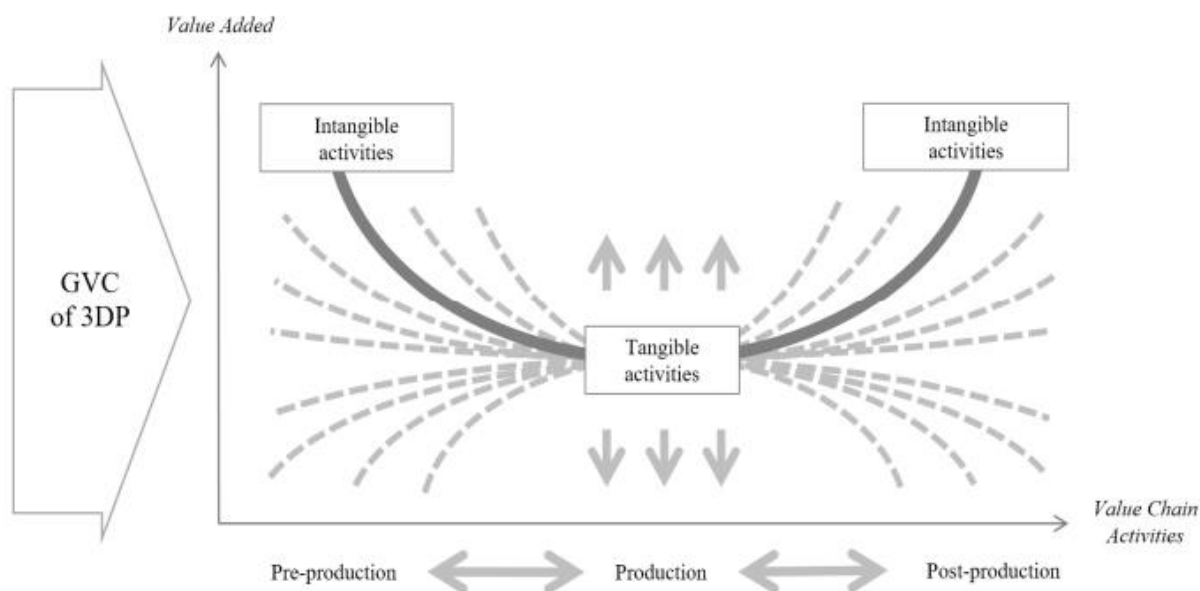 Value Added
Intangible
activities
Intangible
activities
GVC
of 3DP
Tangible
activities
Value Chain
Activities
Pre-production
Production
Post-production